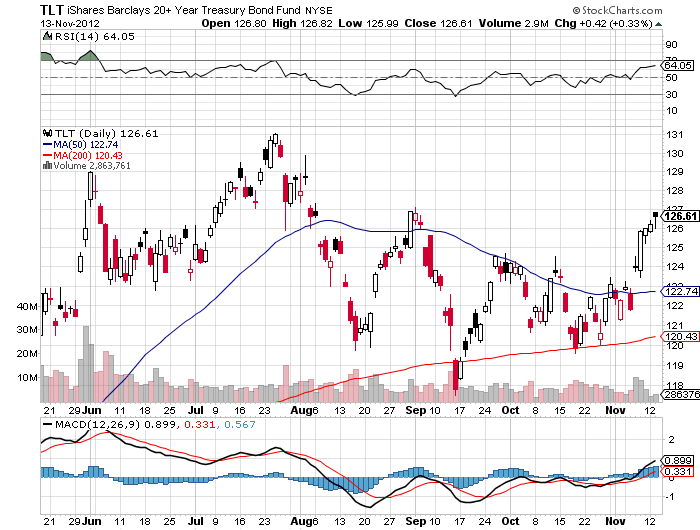 TLT iShares Barclays 20+ Year Treasury Bond Fund NYSE © StockCharts.com
13-Nov-2012 Open 126.80 High 126.82 Low 125.99 Close 126.61 Volume 2.9M Chg +0.42 (+0.33%)
RSI(14) 64.05
90
70
64.05
50
30
10
TLT (Daily) 126.61
MA(50) 122.74
MA(200) 120.43
Volume 2,863,761
131
130
129
128
127
126.61
126
125
124
123
122.74
122
121
120.43
120
119
118
286376
40M
30M
20M
10M
21 29 Jun 11 18 25 Jul 9 16 23 Aug 6 13 20 27 Sep 10 17 24 Oct 8 15 22 Nov 12
MACD(12,26,9) 0.899, 0.331, 0.567
2
1
0.899
0.331
-1
21 29 Jun 11 18 25 Jul 9 16 23 Aug 6 13 20 27 Sep 10 17 24 Oct 8 15 22 Nov 12